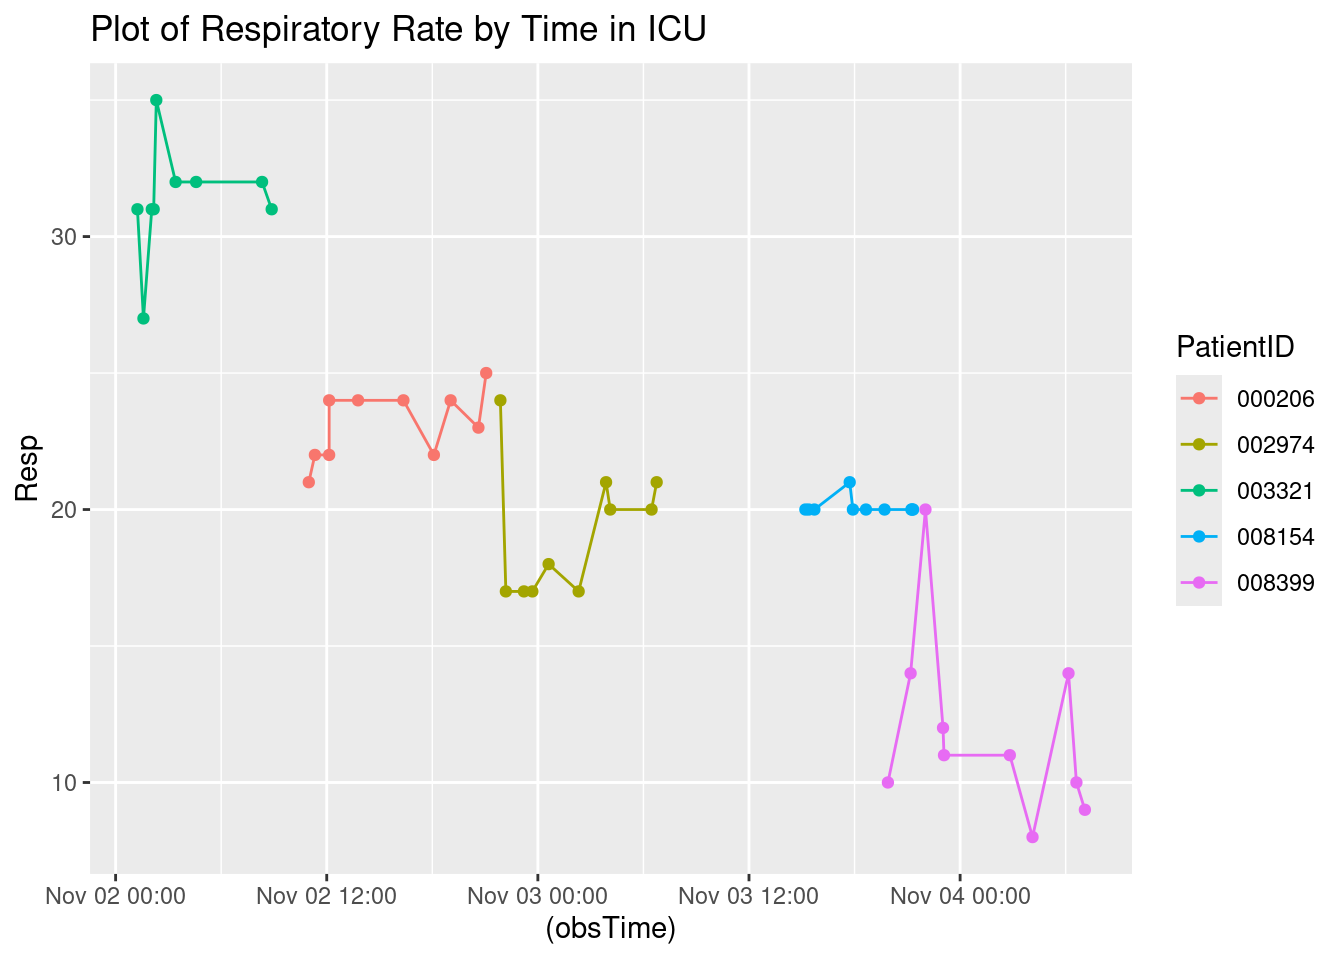 Plot of Respiratory Rate by Time in ICU
30
20
10
Resp
Nov 02 00:00 Nov 02 12:00 Nov 03 00:00 Nov 03 12:00 Nov 04 00:00
(obsTime)
PatientID
000206
002974
003321
008154
008399